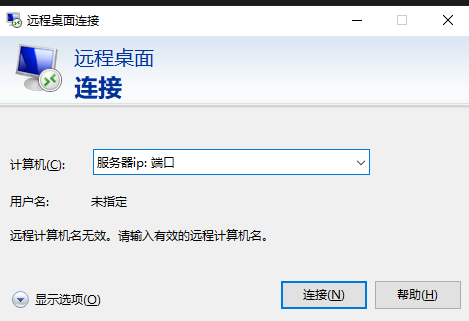 远程桌面连接
远程桌面
连接
计算机(C):
服务器ip: 端口
用户名:
未指定
远程计算机名无效。请输入有效的远程计算机名。
显示选项(O)
连接(N)
帮助(H)